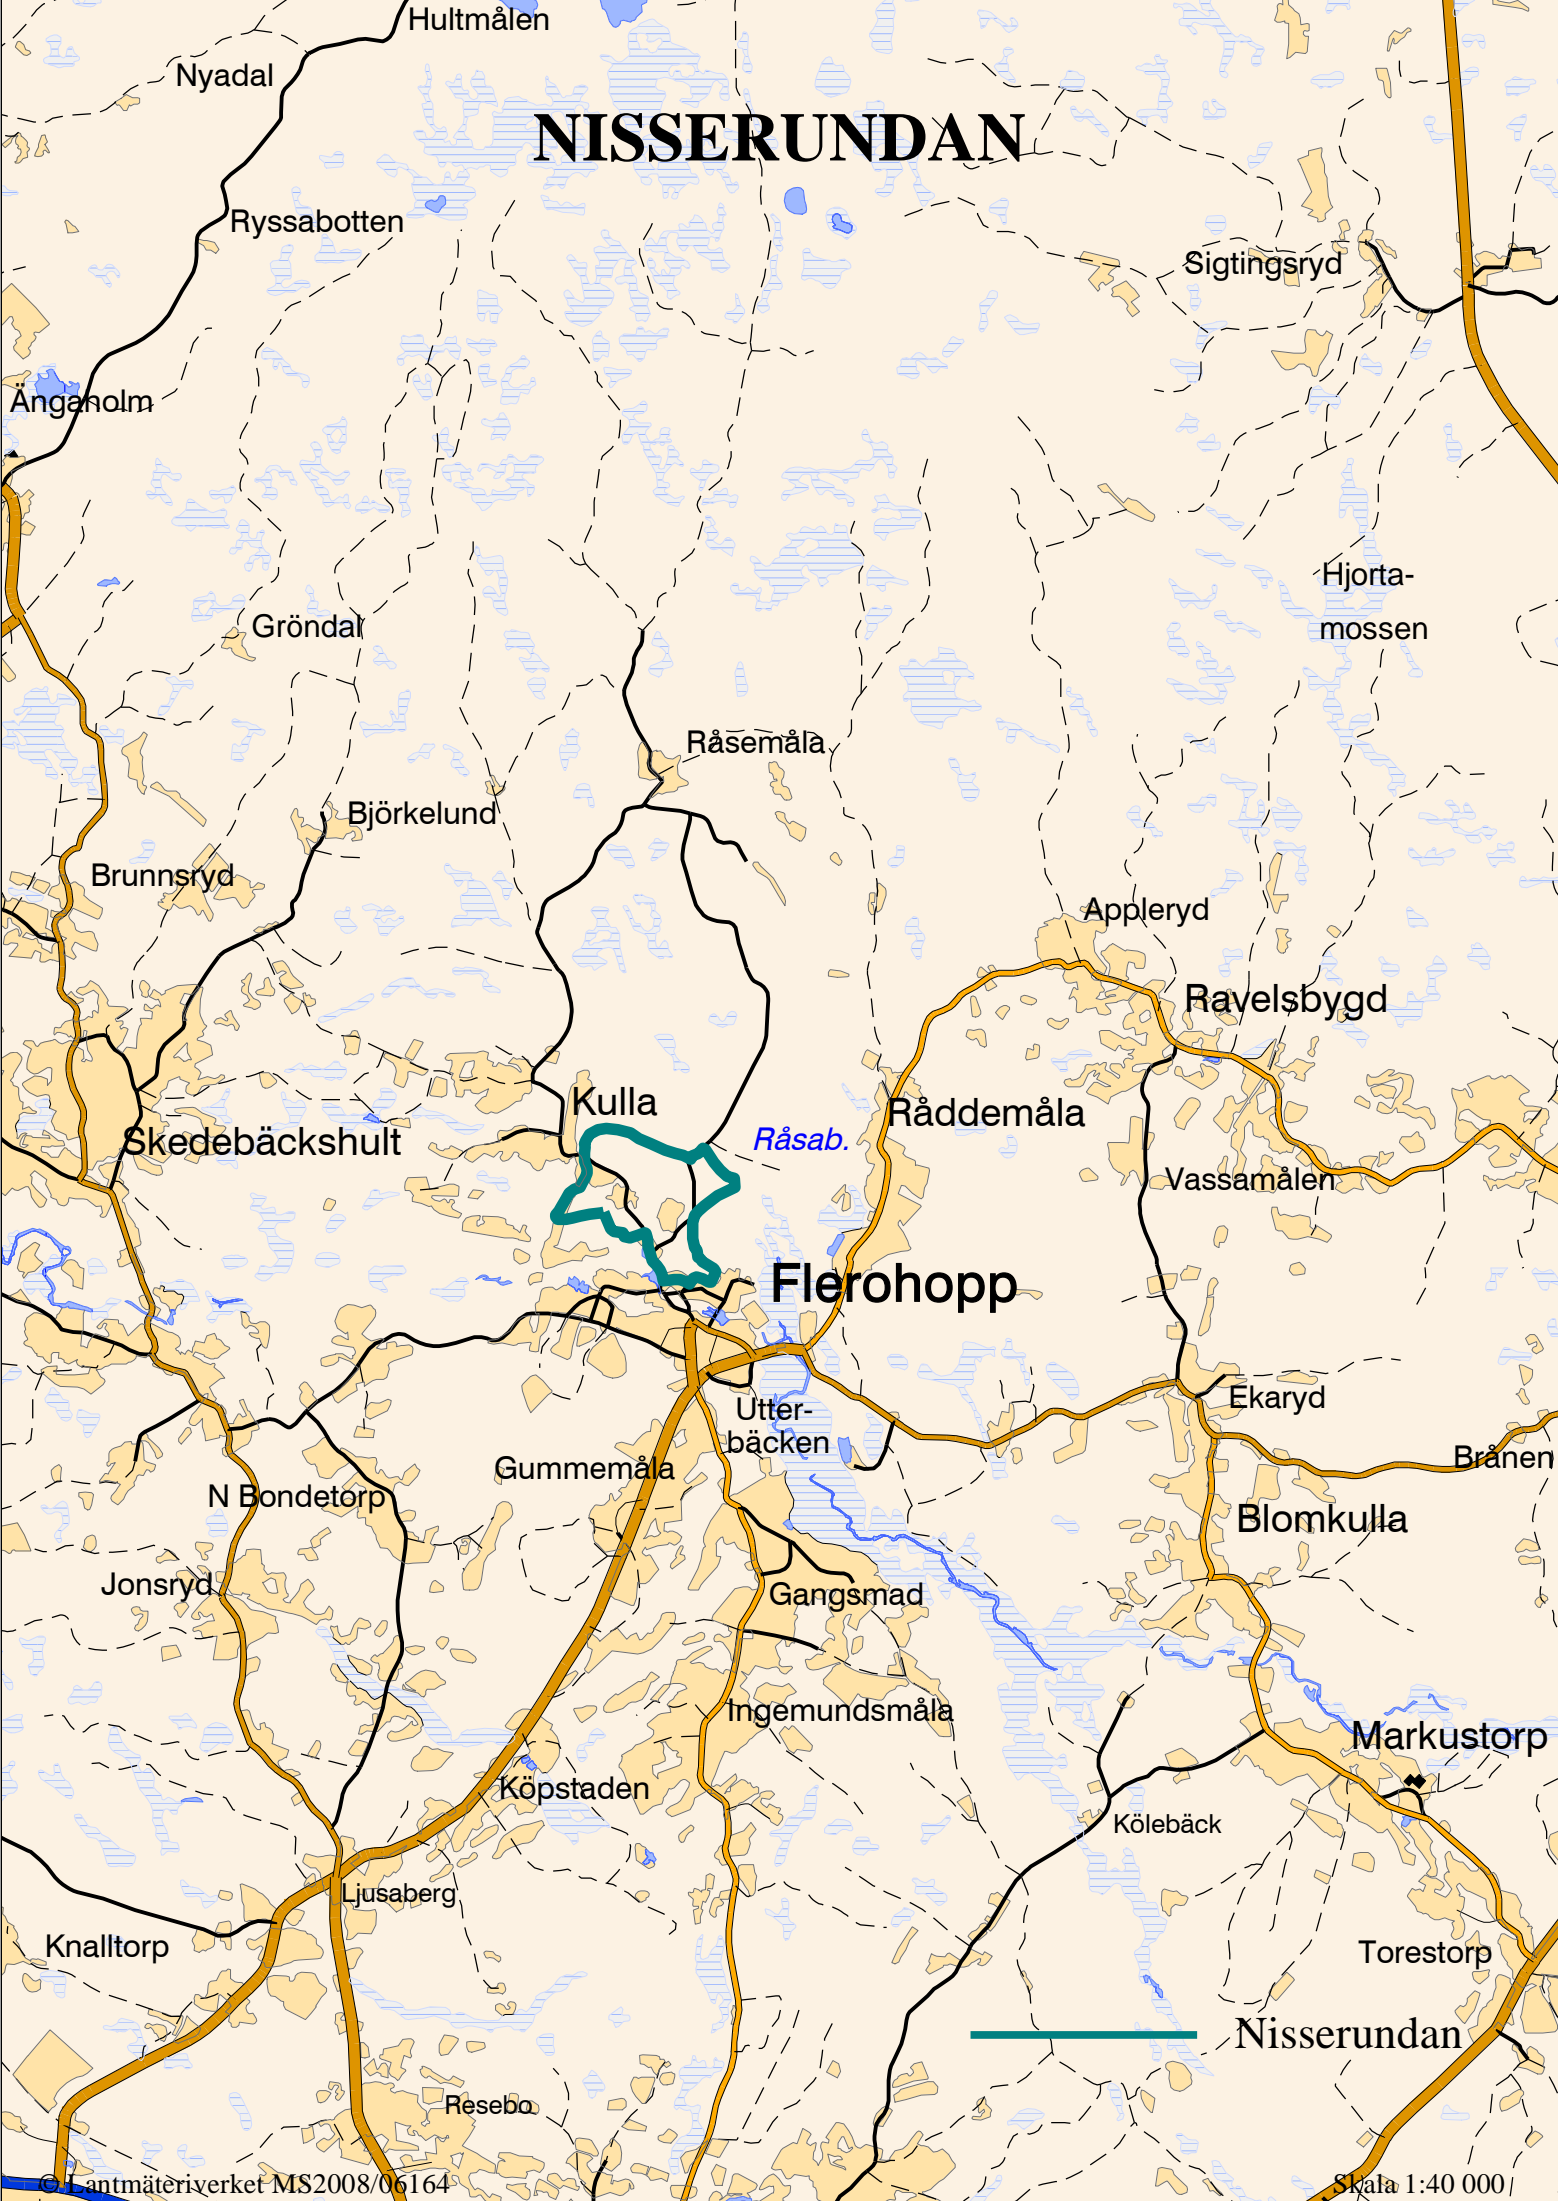 Hultmålen
Nyadal
NISSERUNDAN
Ryssabotten
Sigtingsryd
Änganolm
Hjorta-
mossen
Gröndal
Råsemåla
Björkelund
Brunnsryd
Appleryd
Ravelsbygd
Kulla
Råddemåla
Råsab.
Skedebäckshult
Vassamålen
Flerohopp
Ekaryd
Utter-
bäcken
Brånen
Gummemåla
N Bondetorp
Blomkulla
Jonsryd
Gangsmad
Ingemundsmåla
Markustorp
Köpstaden
Kölebäck
Ljusaberg
Knalltorp
Torestorp
Nisserundan
Resebo
© Lantmäteriverket MS2008/06164
Skala 1:40 000